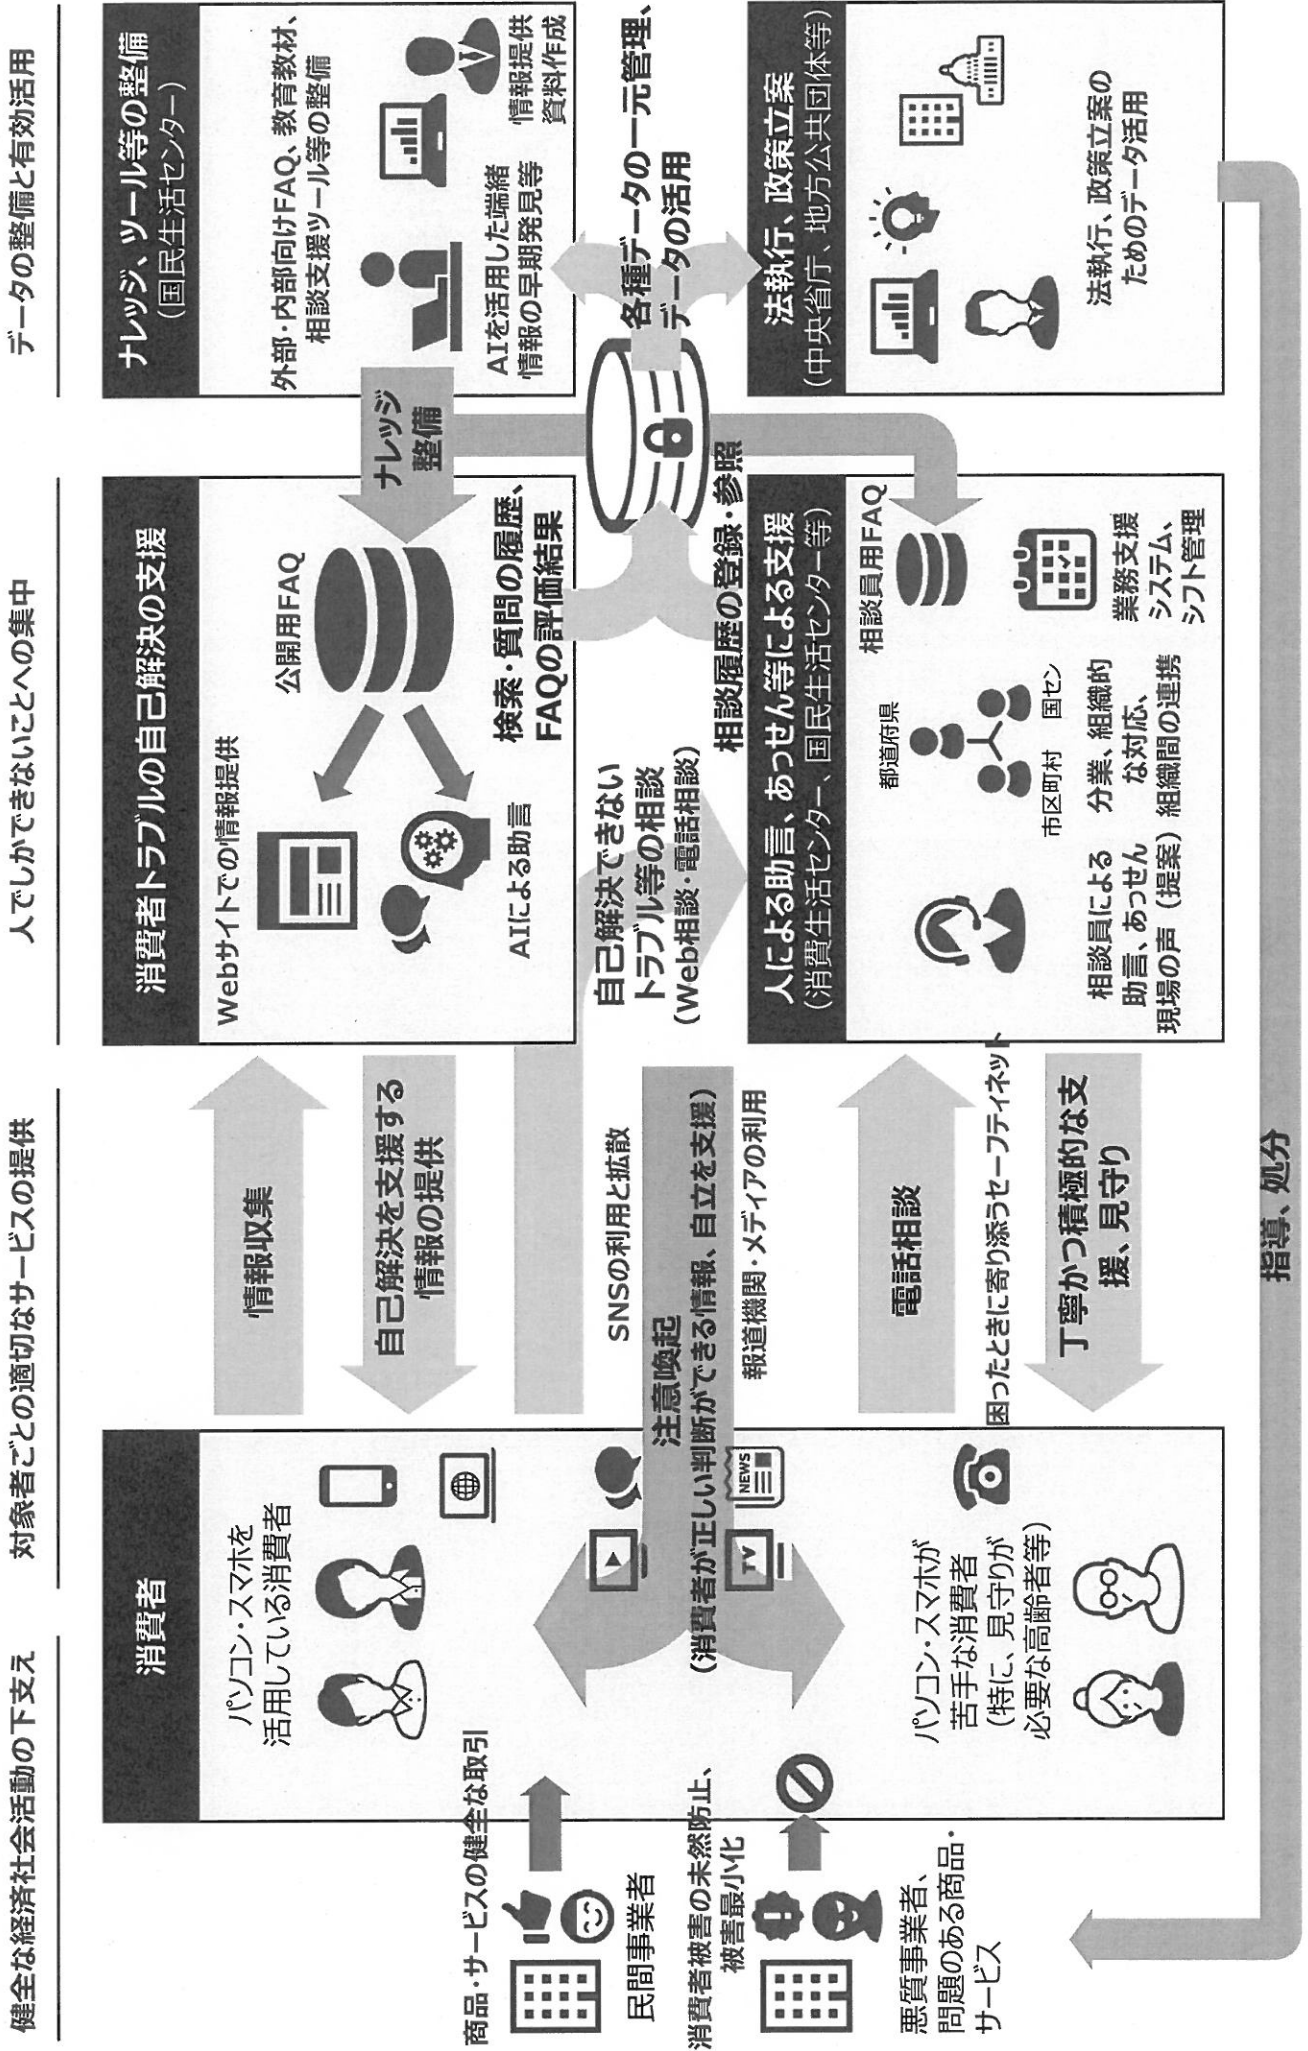 健全な経済社会活動の下支え
対象者ごとの適切なサービスの提供
人でしかできないことへの集中
データの整備と有効活用
商品・サービスの健全な取引
民間事業者
消費者被害の未然防止、
被害最小化
悪質事業者、
問題のある商品・
サービス
消費者
パソコン・スマホを
活用している消費者
TV
NEWS
パソコン・スマホが
苦手な消費者
(特に、見守りが
必要な高齢者等)
情報収集
自己解決を支援する
情報の提供
SNSの利用と拡散
注意喚起
(消費者が正しい判断ができる情報、自立を支援)
報道機関・メディアの利用
電話相談
困ったときに寄り添うセーフティネット
丁寧かつ積極的な支
援、見守り
消費者トラブルの自己解決の支援
Webサイトでの情報提供
公開用FAQ
AIによる助言
検索・質問の履歴、
FAQの評価結果
自己解決できない
トラブル等の相談
(Web相談・電話相談)
相談履歴の登録・参照
人による助言、あっせん等による支援
(消費生活センター、国民生活センター等)
相談員用FAQ
都道府県
市区町村
国セン
相談員による
助言、あっせん
現場の声(提案)
分業、組織的
な対応、
組織間の連携
業務支援
システム、
シフト管理
ナレッジ
整備
ナレッジ、ツール等の整備
(国民生活センター)
外部・内部向けFAQ、教育教材、
相談支援ツール等の整備
AIを活用した端緒
情報の早期発見等
情報提供
資料作成
各種データの一元管理、
データの活用
法執行、政策立案
(中央省庁、地方公共団体等)
法執行、政策立案の
ためのデータ活用
指導、処分